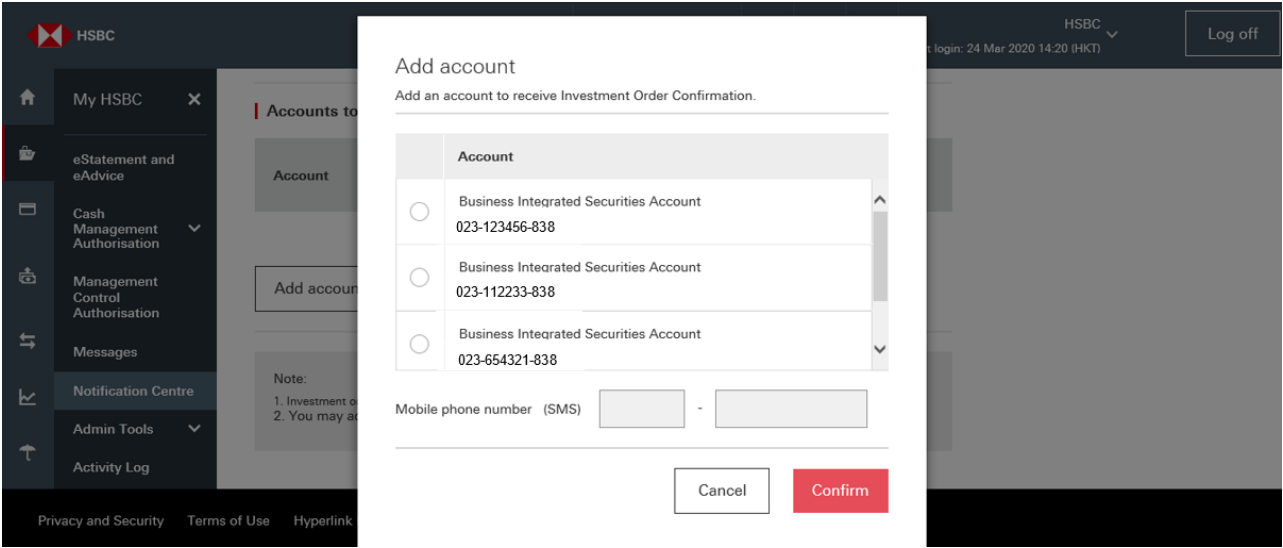 HSBC
HSBC
t login: 24 Mar 2020 14:20 (HKT)
Log off
My HSBC
eStatement and
eAdvice
Cash
Management
Authorisation
Management
Control
Authorisation
Messages
Notification Centre
Admin Tools
Activity Log
Accounts to
Account
Add accoun
Note:
1. Investment o
2. You may ad
Add account
Add an account to receive Investment Order Confirmation.
Account
Business Integrated Securities Account
023-123456-838
Business Integrated Securities Account
023-112233-838
Business Integrated Securities Account
023-654321-838
Mobile phone number (SMS) -
Cancel
Confirm
Privacy and Security
Terms of Use
Hyperlink